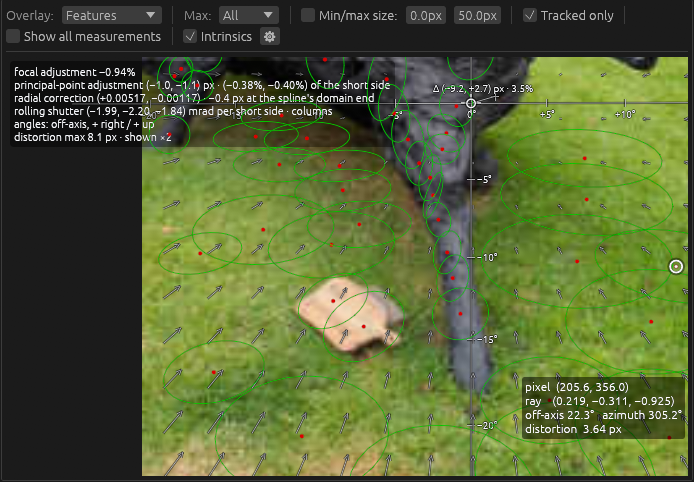 Overlay: Features Max: All Min/max size: 0.0px 50.0px Tracked only
Show all measurements Intrinsics
focal adjustment −0.94%
principal-point adjustment (−1.0, −1.1) px · (−0.38%, −0.40%) of the short side
radial correction (+0.00517, −0.00117) · −0.4 px at the spline's domain end
rolling shutter (−1.99, −2.20, −1.84) mrad per short side · columns
angles: off-axis, + right / + up
distortion max 8.1 px · shown ×2
Δ (−9.2, +2.7) px · 3.5%
−5° +5° +10°
−5°
−10°
−15°
−20°
pixel (205.6, 356.0)
ray (0.219, −0.311, −0.925)
off-axis 22.3° azimuth 305.2°
distortion 3.64 px